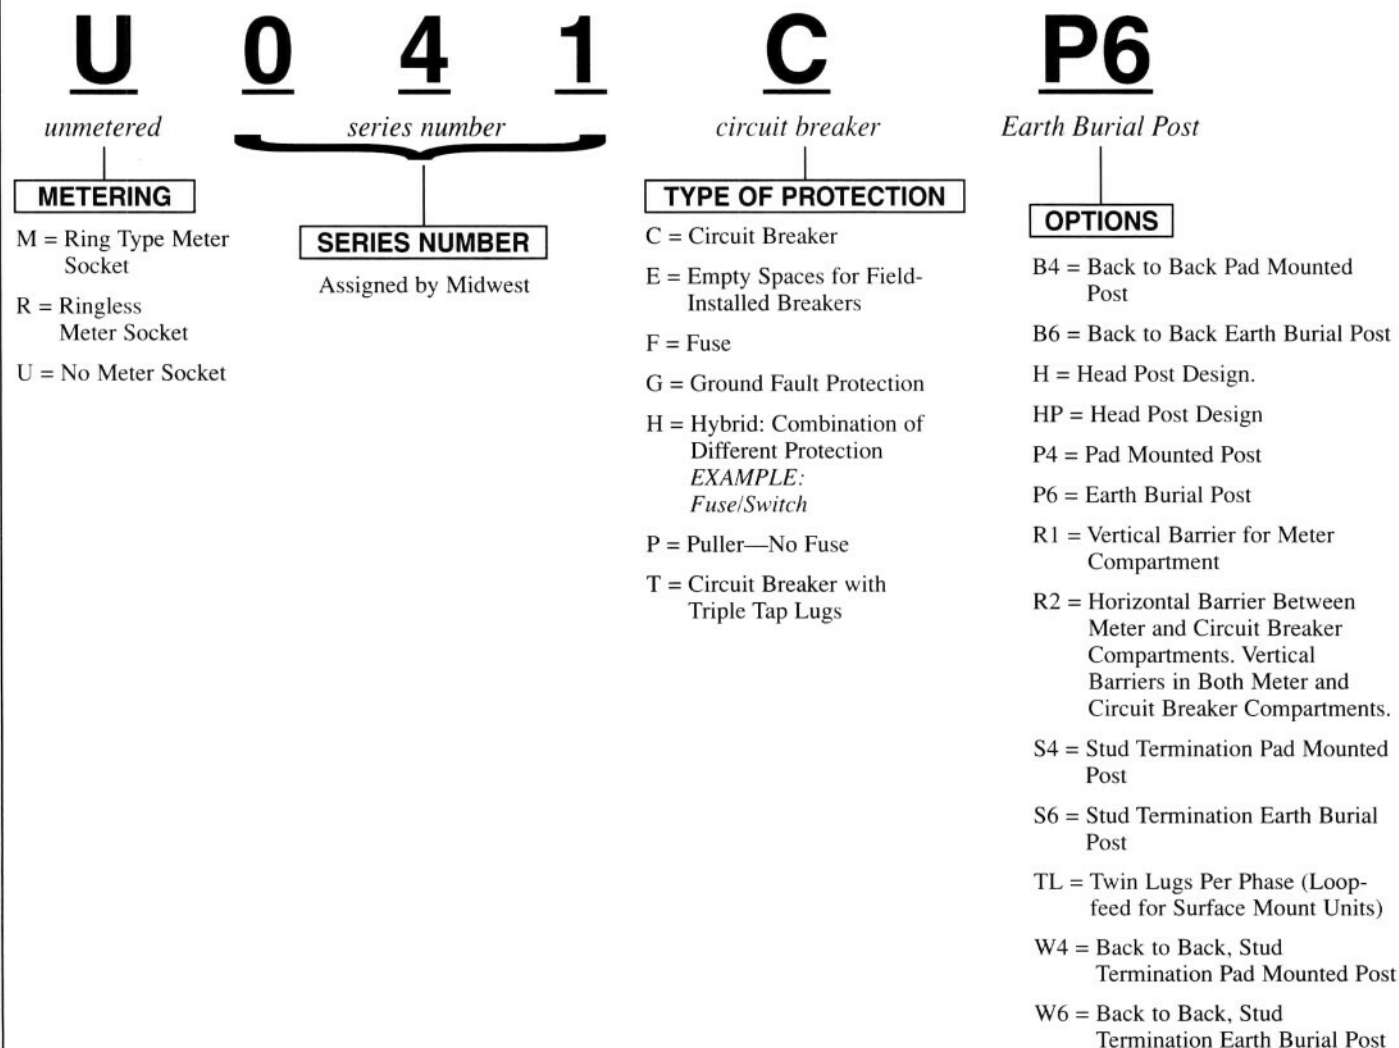 U 0 4 1 C P6
unmetered series number circuit breaker Earth Burial Post
METERING
M = Ring Type Meter
Socket
R = Ringless
Meter Socket
U = No Meter Socket
SERIES NUMBER
Assigned by Midwest
TYPE OF PROTECTION
C = Circuit Breaker
E = Empty Spaces for Field-
Installed Breakers
F = Fuse
G = Ground Fault Protection
H = Hybrid: Combination of
Different Protection
EXAMPLE:
Fuse/Switch
P = Puller—No Fuse
T = Circuit Breaker with
Triple Tap Lugs
OPTIONS
B4 = Back to Back Pad Mounted
Post
B6 = Back to Back Earth Burial Post
H = Head Post Design.
HP = Head Post Design
P4 = Pad Mounted Post
P6 = Earth Burial Post
R1 = Vertical Barrier for Meter
Compartment
R2 = Horizontal Barrier Between
Meter and Circuit Breaker
Compartments. Vertical
Barriers in Both Meter and
Circuit Breaker Compartments.
S4 = Stud Termination Pad Mounted
Post
S6 = Stud Termination Earth Burial
Post
TL = Twin Lugs Per Phase (Loop-
feed for Surface Mount Units)
W4 = Back to Back, Stud
Termination Pad Mounted Post
W6 = Back to Back, Stud
Termination Earth Burial Post